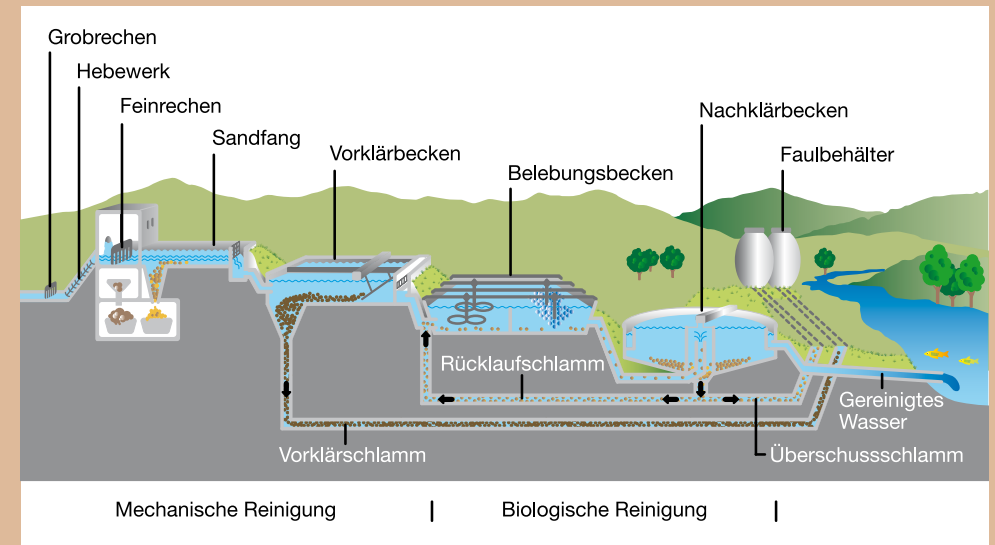 Grobrechen
Hebewerk
Feinrechen
Sandfang
Vorklärbecken
Belebungsbecken
Nachklärbecken
Faulbehälter
Rücklaufschlamm
Gereinigtes
Wasser
Vorklärschlamm
Überschussschlamm
Mechanische Reinigung
Biologische Reinigung